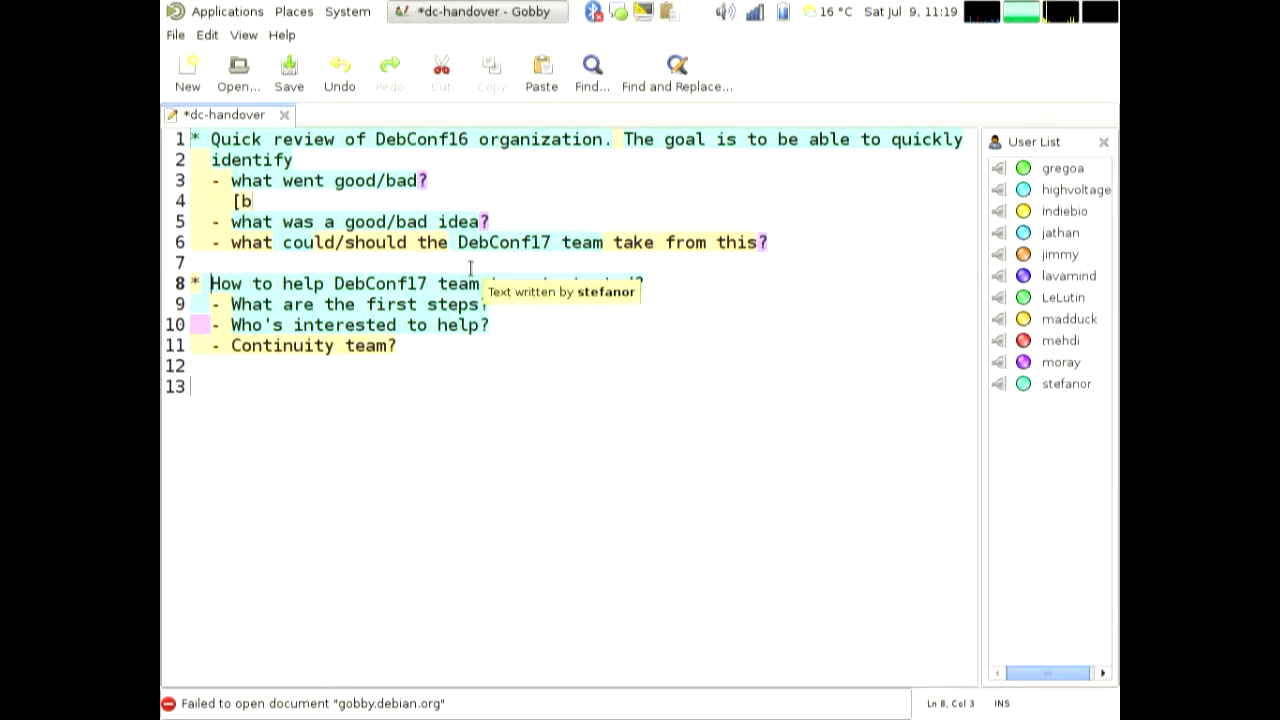 Applications Places System *dc-handover - Gobby 16 °C Sat Jul 9, 11:19
File Edit View Help
New Open... Save Undo Redo Cut Copy Paste Find... Find and Replace...
*dc-handover
1 * Quick review of DebConf16 organization. The goal is to be able to quickly
2 identify
3 - what went good/bad?
4 [b
5 - what was a good/bad idea?
6 - what could/should the DebConf17 team take from this?
7
8 * How to help DebConf17 team
Text written by stefanor
9 - What are the first steps?
10 - Who's interested to help?
11 - Continuity team?
12
13
User List
gregoa
highvoltage
indiebio
jathan
jimmy
lavamind
LeLutin
madduck
mehdi
moray
stefanor
Failed to open document "gobby.debian.org" Ln 8, Col 3 INS